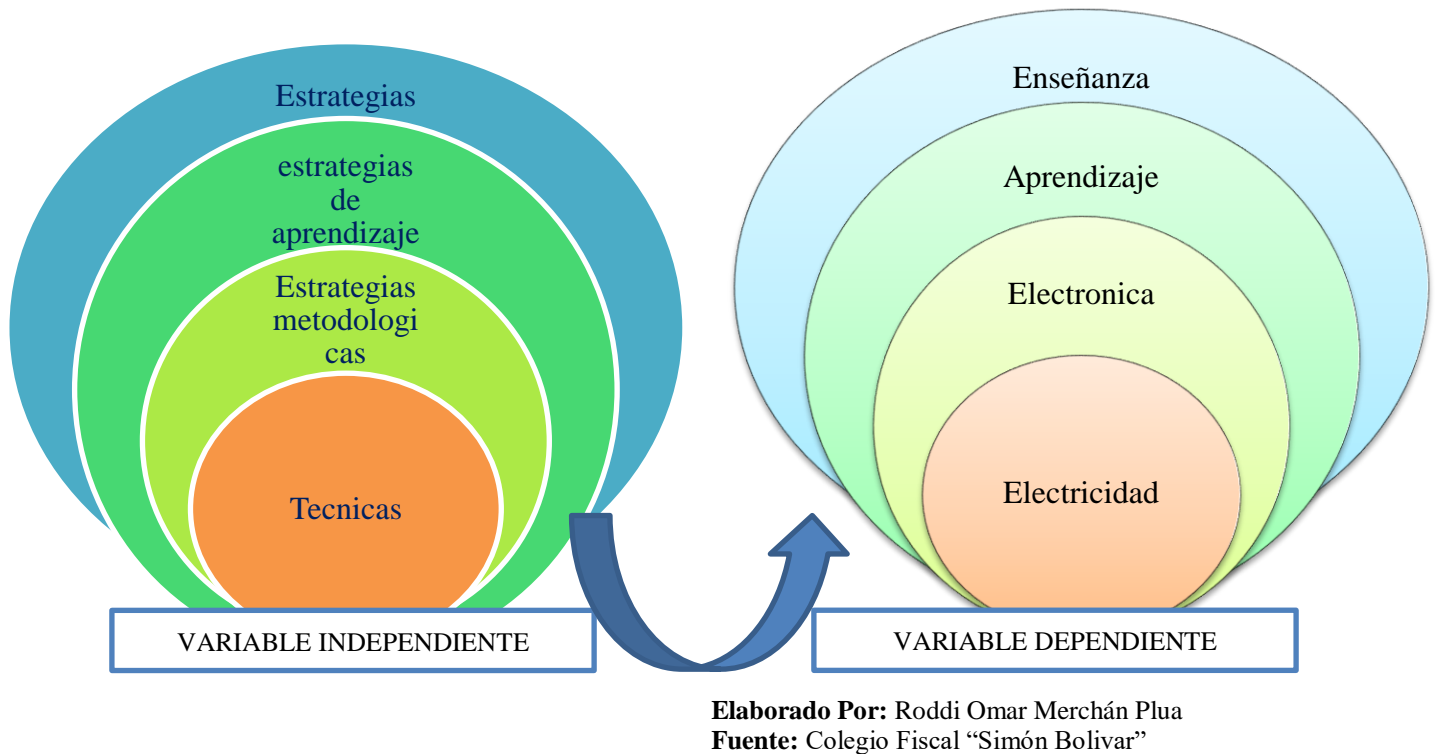 Estrategias
estrategias
de
aprendizaje
Estrategias
metodologi
cas
Tecnicas
VARIABLE INDEPENDIENTE
Enseñanza
Aprendizaje
Electronica
Electricidad
VARIABLE DEPENDIENTE
Elaborado Por: Roddi Omar Merchán Plua
Fuente: Colegio Fiscal “Simón Bolivar”